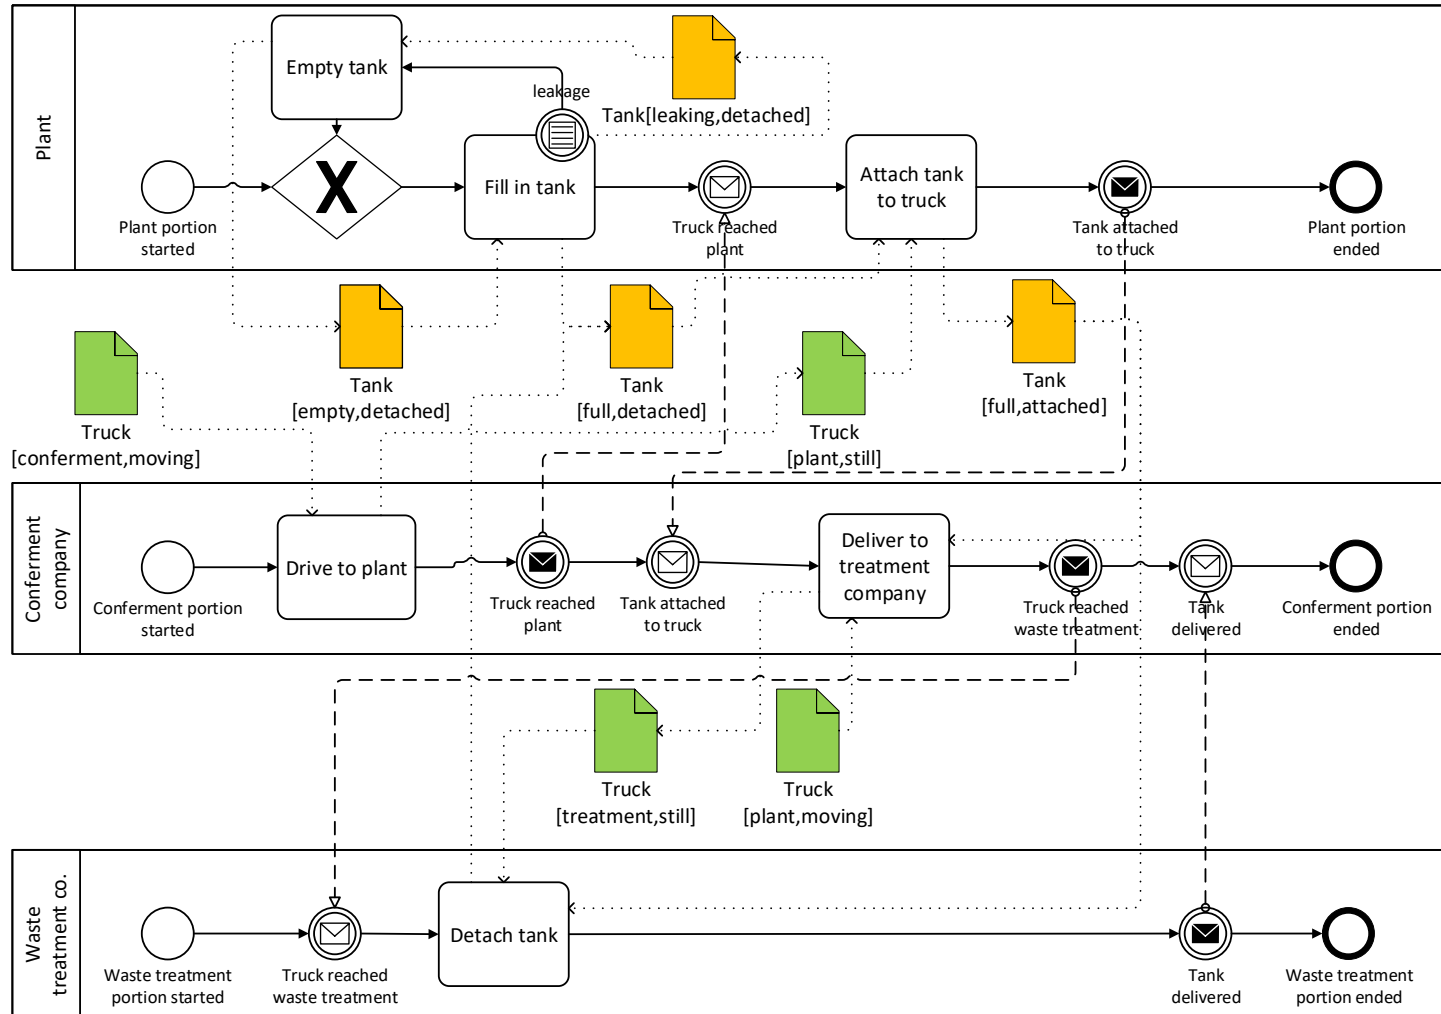 Plant
Empty tank
leakage
Tank[leaking,detached]
X
Fill in tank
Attach tank
to truck
Plant portion
started
Truck reached
plant
Tank attached
to truck
Plant portion
ended
Tank
[empty,detached]
Tank
[full,detached]
Tank
[full,attached]
Truck
[conferment,moving]
Truck
[plant,still]
Conferment
company
Drive to plant
Deliver to
treatment
company
Conferment portion
started
Truck reached
plant
Tank attached
to truck
Truck reached
waste treatment
Tank
delivered
Conferment portion
ended
Truck
[treatment,still]
Truck
[plant,moving]
Waste
treatment co.
Detach tank
Waste treatment
portion started
Truck reached
waste treatment
Tank
delivered
Waste treatment
portion ended